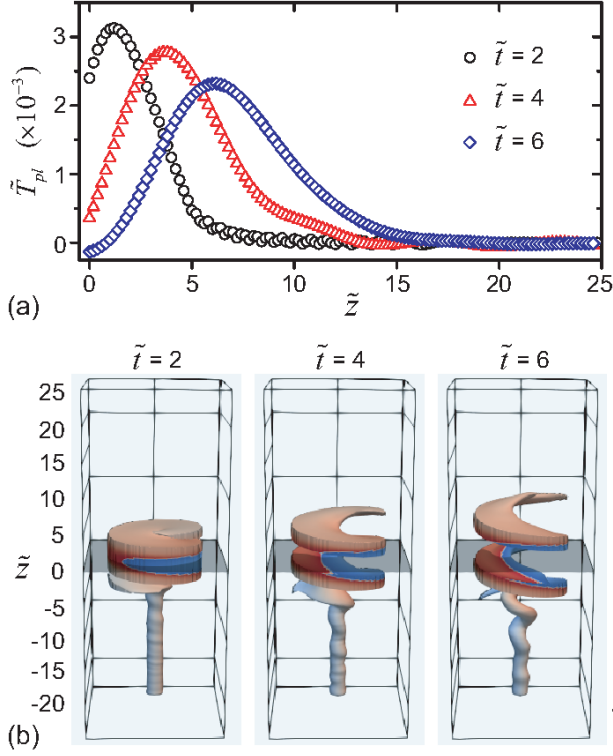 3
2
1
0
T̃pl (×10⁻³)
t̃ = 2
t̃ = 4
t̃ = 6
0 5 10 15 20 25
z̃
(a)
t̃ = 2 t̃ = 4 t̃ = 6
25
20
15
10
5
0
-5
-10
-15
-20
z̃
(b)